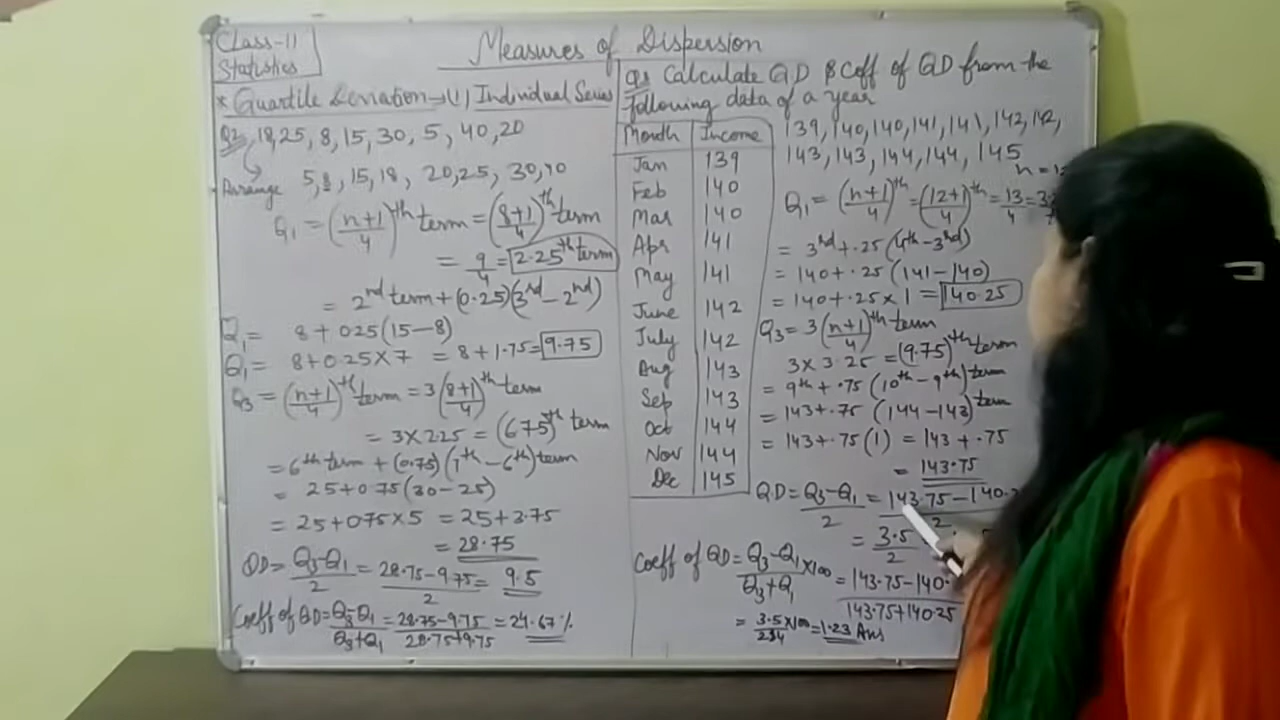 Class-11
Statistics
Measures of Dispersion
* Quartile Deviation → (1) Individual Series
Q2 18, 25, 8, 15, 30, 5, 40, 20
Arrange 5, 8, 15, 18, 20, 25, 30, 40
Q1 = (n+1/4)th term = (8+1/4)th term
= 9/4 = 2.25th term
= 2nd term + (0.25)(3rd - 2nd)
Q1 = 8 + 025(15-8)
Q1 = 8+0.25×7 = 8+1.75 = 9.75
Q3 = (n+1/4)th term = 3(8+1/4)th term
= 3×2.25 = (6.75)th term
= 6th term + (0.75)(7th - 6th) term
= 25+0.75(30-25)
= 25+075×5 = 25+3.75
= 28.75
QD = Q3-Q1/2 = 28.75-9.75/2 = 9.5
Coeff of QD = Q3-Q1/Q3+Q1 = 28.75-9.75/28.75+9.75 = 24.67%
Q3 Calculate QD & Coff of QD from the
following data of a year
Month Income
Jan 139
Feb 140
Mar 140
Apr 141
May 141
June 142
July 142
Aug 143
Sep 143
Oct 144
Nov 144
Dec 145
139, 140, 140, 141, 141, 142, 142,
143, 143, 144, 144, 145
n =
Q1 = (n+1/4)th = (12+1/4)th = 13/4 =
= 3rd + .25(4th - 3rd)
= 140 + .25(141-140)
= 140 + .25×1 = 140.25
Q3 = 3(n+1/4)th term
3×3.25 = (9.75)th term
= 9th + .75(10th - 9th) term
= 143 + .75(144-143) term
= 143 + .75(1) = 143 + .75
= 143.75
Q.D = Q3-Q1/2 = 143.75-140.2/2
= 3.5/2
Coeff of QD = Q3-Q1/Q3+Q1 ×100 = 143.75-140./143.75+140.25
= 3.5×100/284 = 1.23 Ans